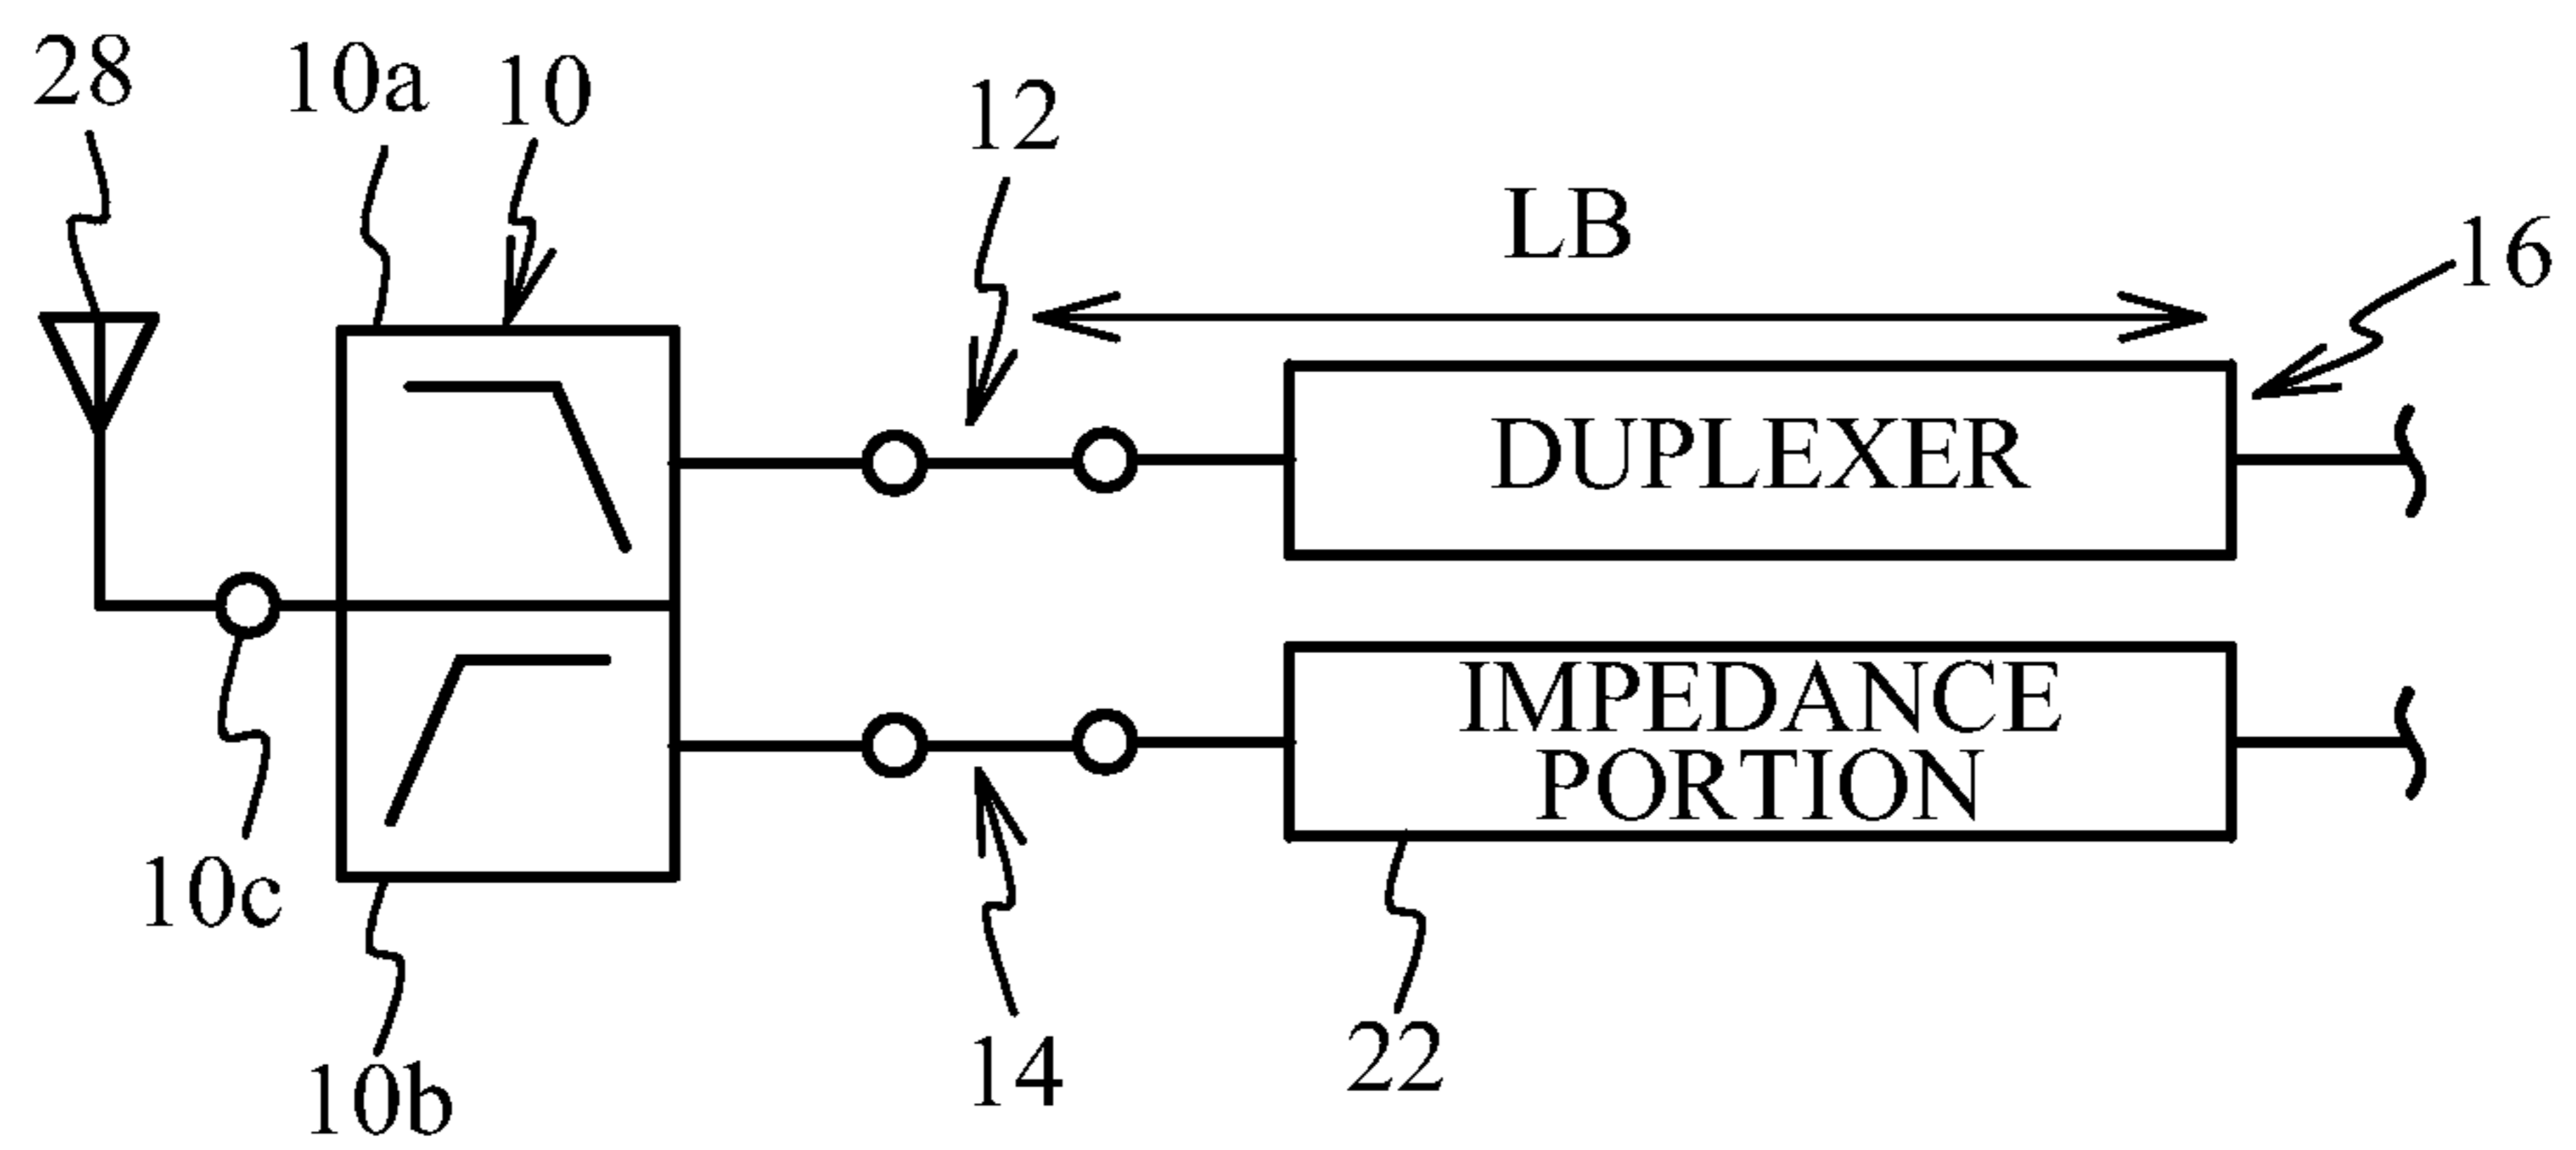 28
10a
10
12
LB
16
DUPLEXER
IMPEDANCE
PORTION
10c
10b
14
22